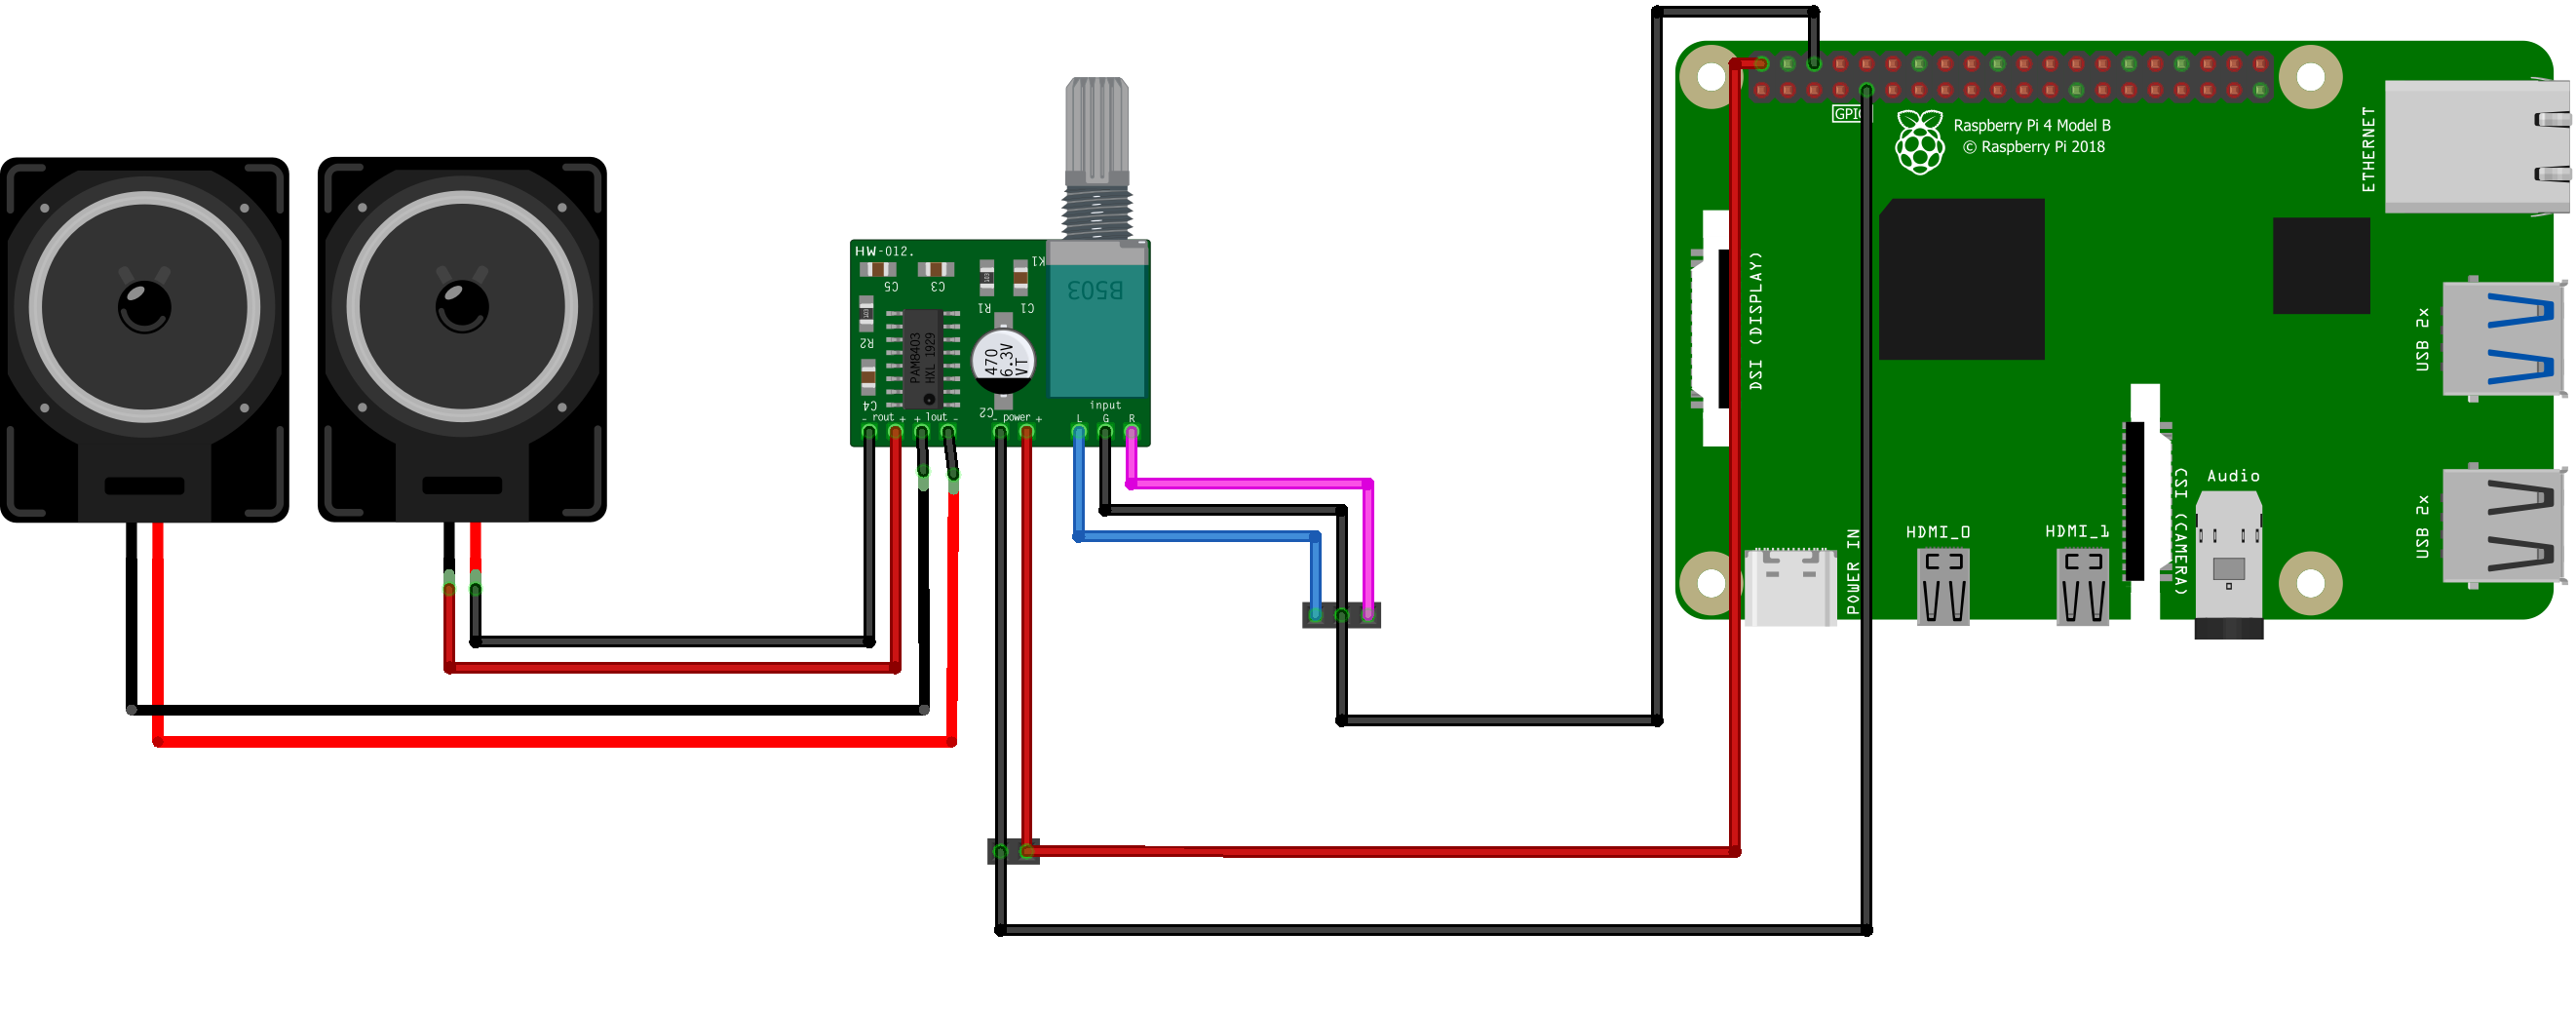 HW-012.
C5
C3
R1
C1
K1
B503
R2
C4
PAM8403
HXL 1929
470
6.3V
VT
C2
- rout +
+ lout -
- power +
input
L G R
GPIO
Raspberry Pi 4 Model B
© Raspberry Pi 2018
ETHERNET
DSI (DISPLAY)
USB 2x
USB 2x
POWER IN
HDMI_0
HDMI_1
CSI (CAMERA)
Audio